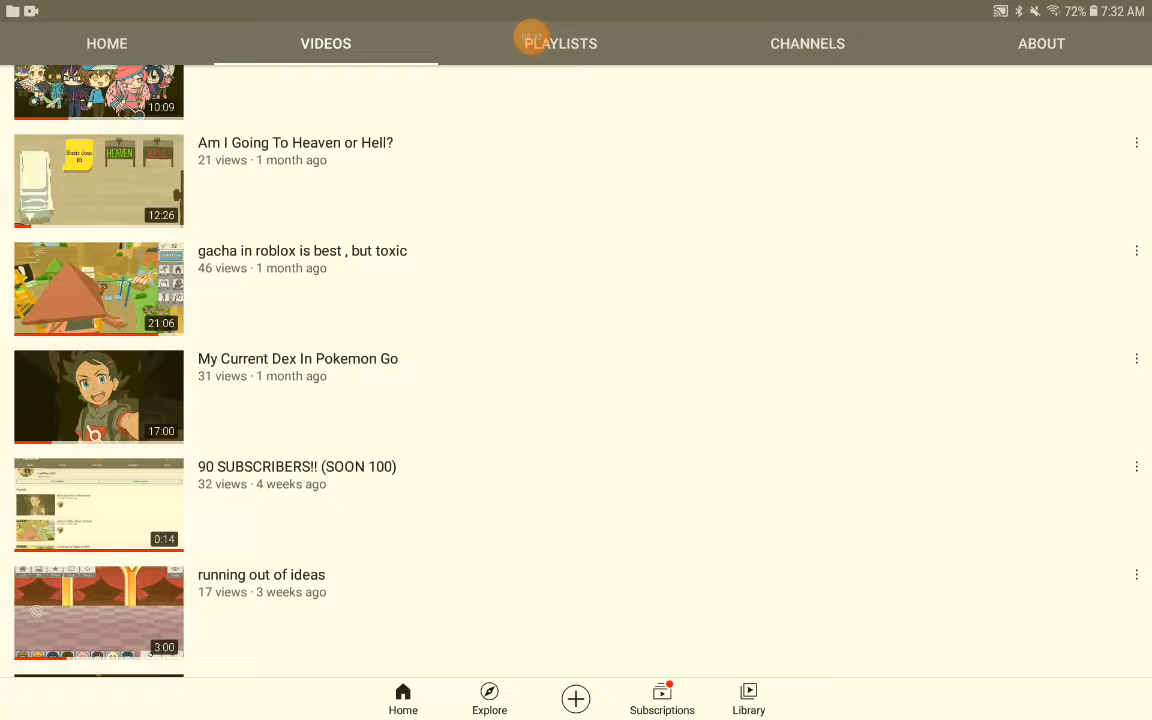 72% 7:32 AM
HOME VIDEOS PLAYLISTS CHANNELS ABOUT
10:09
Am I Going To Heaven or Hell?
21 views · 1 month ago
HEAVEN HELL
12:26
gacha in roblox is best , but toxic
46 views · 1 month ago
21:06
My Current Dex In Pokemon Go
31 views · 1 month ago
17:00
90 SUBSCRIBERS!! (SOON 100)
32 views · 4 weeks ago
0:14
running out of ideas
17 views · 3 weeks ago
3:00
Home Explore Subscriptions Library